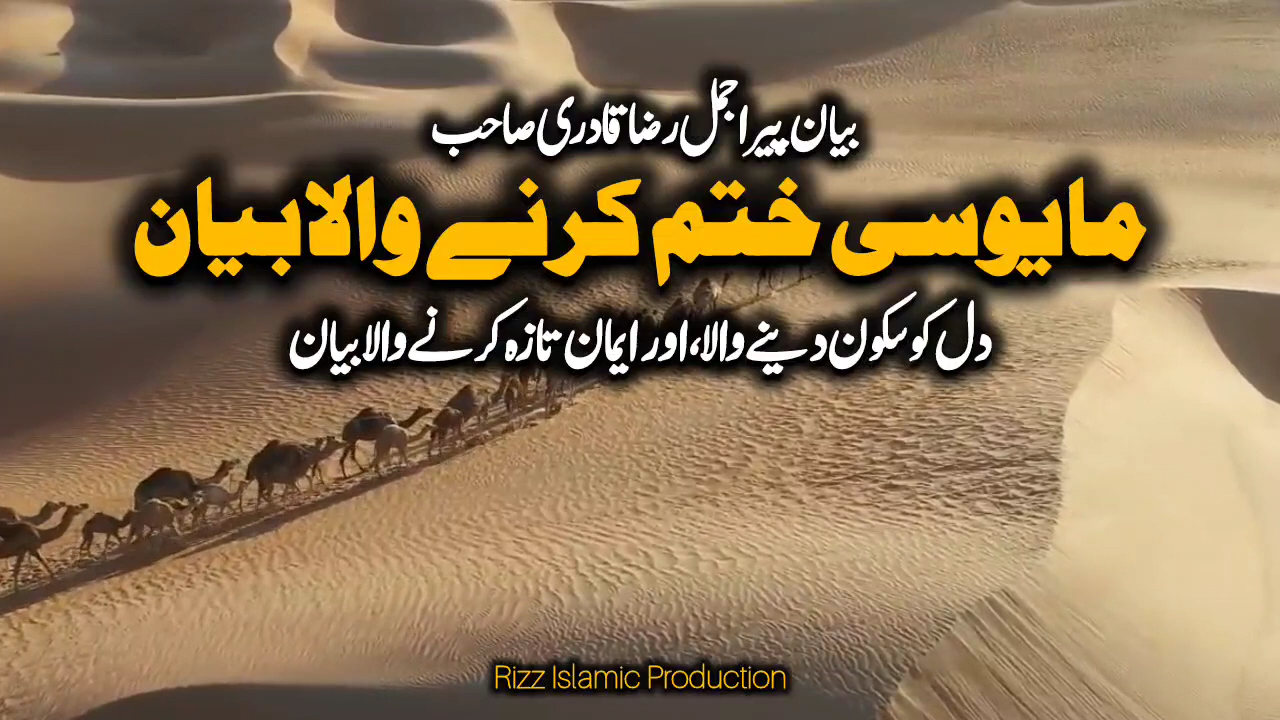 بیان پیر اجمل رضا قادری صاحب
مایوسی ختم کرنے والا بیان
دل کو سکون دینے والا، اور ایمان تازہ کرنے والا بیان
Rizz Islamic Production